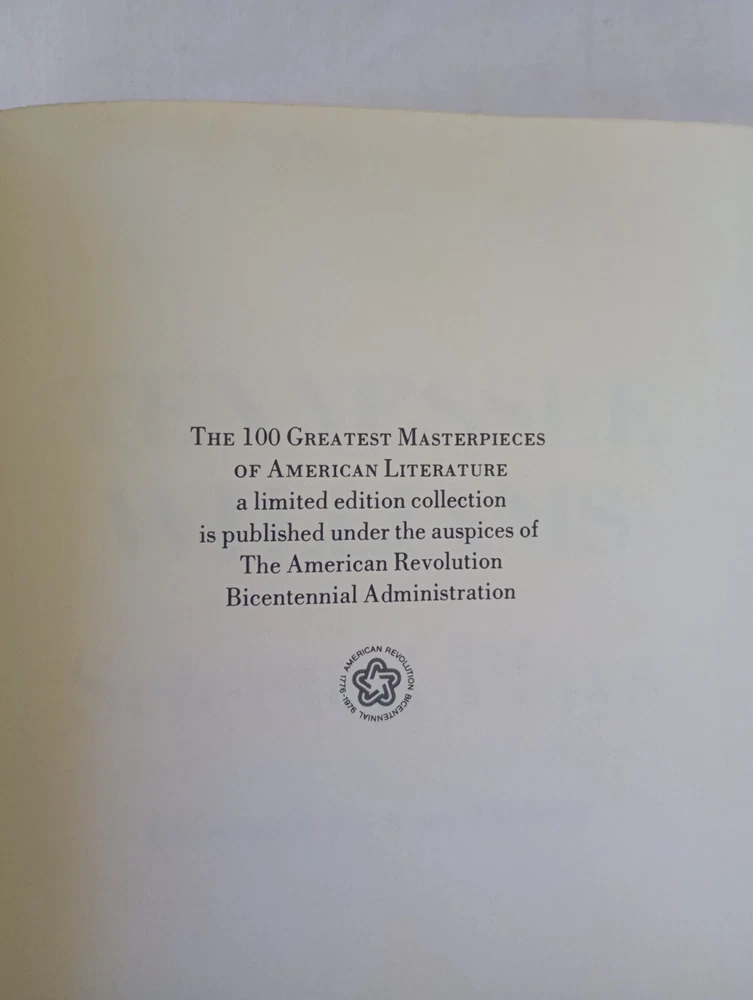 THE 100 GREATEST MASTERPIECES
OF AMERICAN LITERATURE
a limited edition collection
is published under the auspices of
The American Revolution
Bicentennial Administration
AMERICAN REVOLUTION BICENTENNIAL 1776-1976